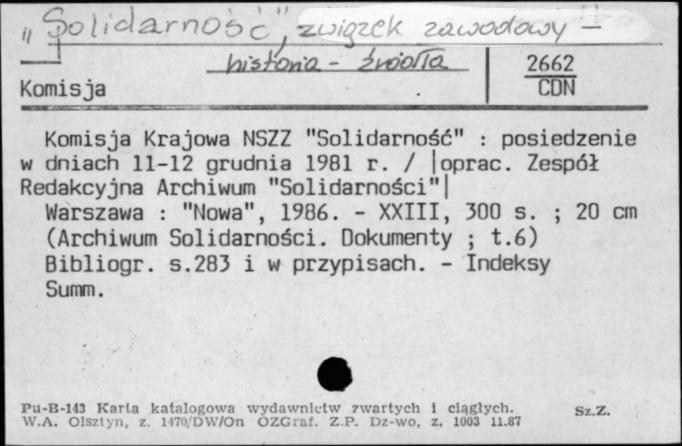 "Solidarność", związek zawodowy –
historia - źródła
Komisja
2662
CDN
Komisja Krajowa NSZZ "Solidarność" : posiedzenie
w dniach 11-12 grudnia 1981 r. / |oprac. Zespół
Redakcyjna Archiwum "Solidarności"|
Warszawa : "Nowa", 1986. - XXIII, 300 s. ; 20 cm
(Archiwum Solidarności. Dokumenty ; t.6)
Bibliogr. s.283 i w przypisach. - Indeksy
Summ.
Pu-B-143 Karta katalogowa wydawnictw zwartych i ciągłych.
W.A. Olsztyn, z. 1470/DW/On OZGraf. Z.P. Dz-wo, z. 1003 11.87
Sz.Z.